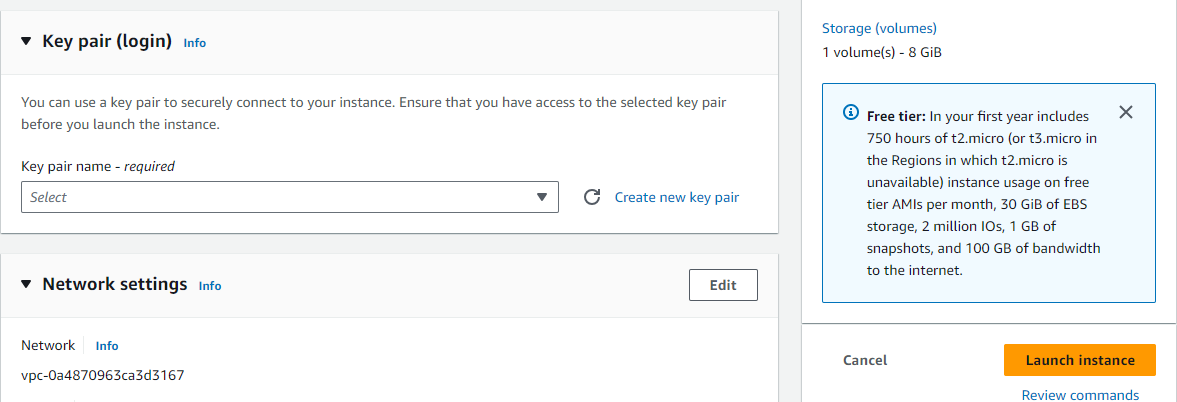 Key pair (login) Info
You can use a key pair to securely connect to your instance. Ensure that you have access to the selected key pair
before you launch the instance.
Key pair name - required
Select
Create new key pair
Network settings Info
Edit
Network Info
vpc-0a4870963ca3d3167
Storage (volumes)
1 volume(s) - 8 GiB
Free tier: In your first year includes
750 hours of t2.micro (or t3.micro in
the Regions in which t2.micro is
unavailable) instance usage on free
tier AMIs per month, 30 GiB of EBS
storage, 2 million IOs, 1 GB of
snapshots, and 100 GB of bandwidth
to the internet.
Cancel
Launch instance
Review commands